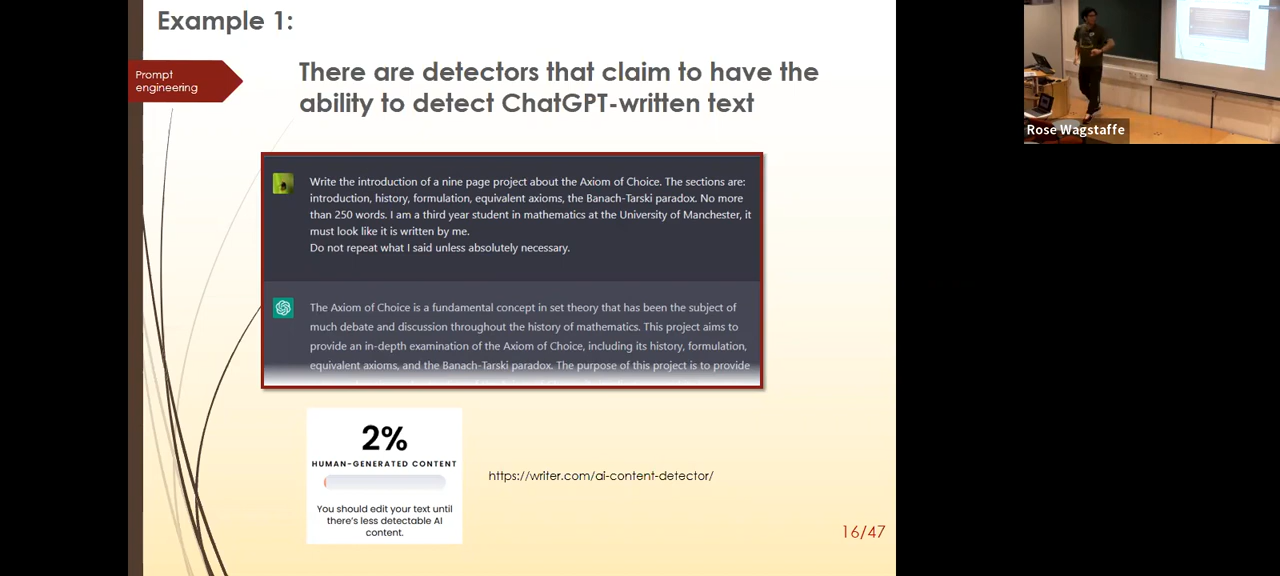 Example 1:
Prompt
engineering
There are detectors that claim to have the
ability to detect ChatGPT-written text
Write the introduction of a nine page project about the Axiom of Choice. The sections are:
introduction, history, formulation, equivalent axioms, the Banach-Tarski paradox. No more
than 250 words. I am a third year student in mathematics at the University of Manchester, it
must look like it is written by me.
Do not repeat what I said unless absolutely necessary.
The Axiom of Choice is a fundamental concept in set theory that has been the subject of
much debate and discussion throughout the history of mathematics. This project aims to
provide an in-depth examination of the Axiom of Choice, including its history, formulation,
equivalent axioms, and the Banach-Tarski paradox. The purpose of this project is to provide
2%
HUMAN-GENERATED CONTENT
You should edit your text until
there's less detectable AI
content.
https://writer.com/ai-content-detector/
16/47
Rose Wagstaffe